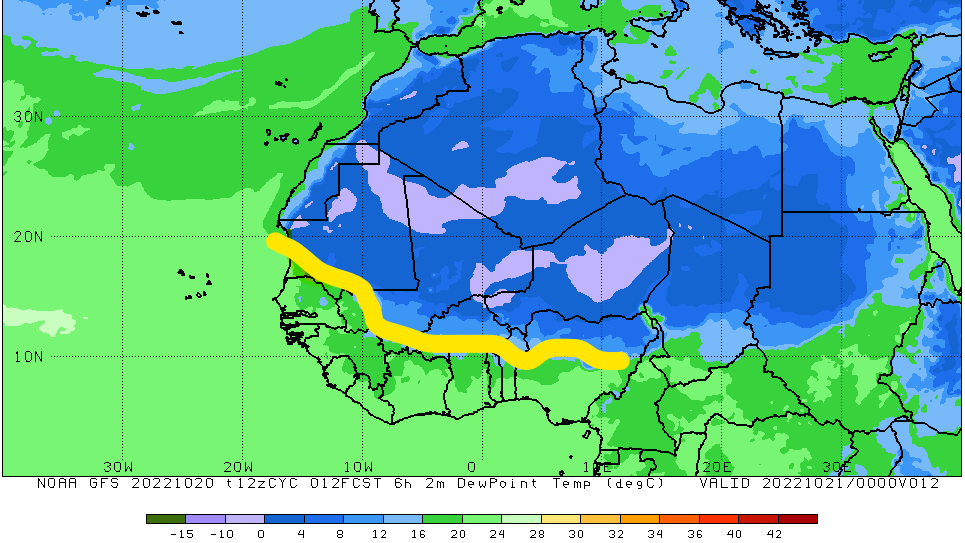 30N
20N
10N
30W 20W 10W 0 20E 30E
NOAA GFS 20221020 t12zCYC 012FCST 6h 2m DewPoint Temp (degC) VALID 20221021/0000V012
-15 -10 0 4 8 12 16 20 24 28 30 32 34 36 38 40 42